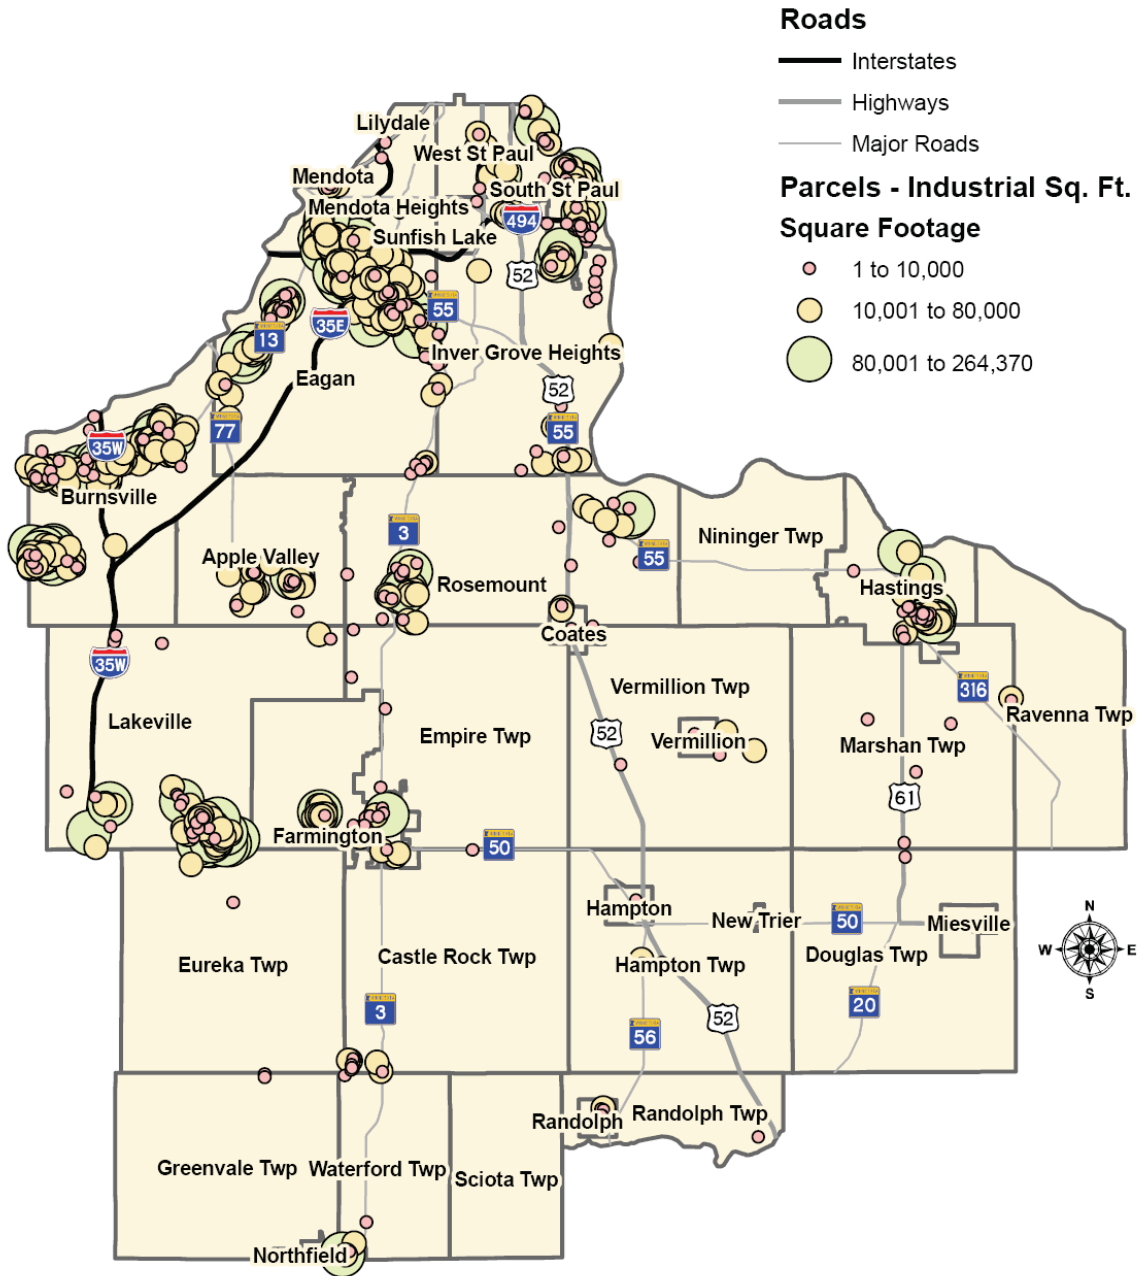 Roads
Interstates
Highways
Major Roads
Parcels - Industrial Sq. Ft.
Square Footage
1 to 10,000
10,001 to 80,000
80,001 to 264,370
Lilydale
West St Paul
Mendota
South St Paul
Mendota Heights
494
Sunfish Lake
52
55
35E
13
Inver Grove Heights
Eagan
52
77
55
35W
Burnsville
3
Nininger Twp
55
Apple Valley
Rosemount
Hastings
Coates
35W
Vermillion Twp
316
Ravenna Twp
Lakeville
Empire Twp
52
Vermillion
Marshan Twp
61
Farmington
50
Hampton
New Trier
50
Miesville
N
W
E
S
Eureka Twp
Castle Rock Twp
Hampton Twp
Douglas Twp
3
52
20
56
Randolph
Randolph Twp
Greenvale Twp
Waterford Twp
Sciota Twp
Northfield